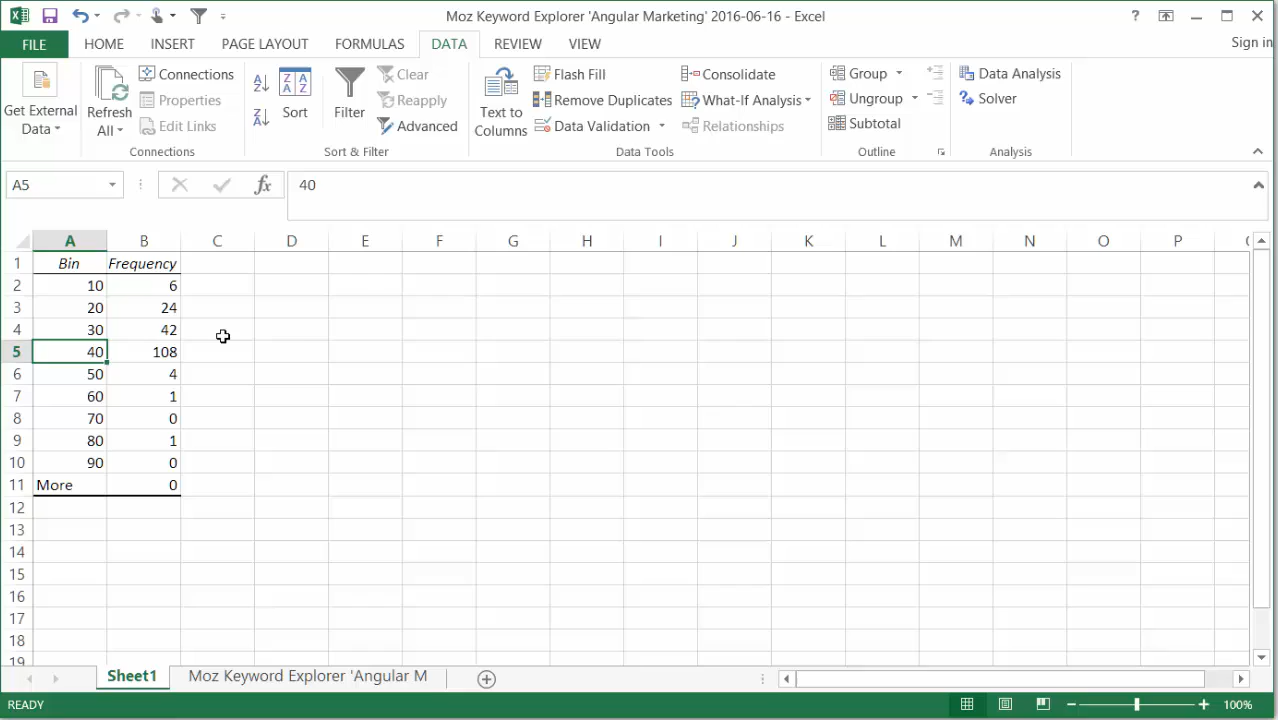 Moz Keyword Explorer 'Angular Marketing' 2016-06-16 - Excel
?
FILE HOME INSERT PAGE LAYOUT FORMULAS DATA REVIEW VIEW Sign in
Get External Data
Refresh All
Connections
Properties
Edit Links
Connections
Sort
Filter
Clear
Reapply
Advanced
Sort & Filter
Text to Columns
Flash Fill
Remove Duplicates
Data Validation
Consolidate
What-If Analysis
Relationships
Data Tools
Group
Ungroup
Subtotal
Outline
Data Analysis
Solver
Analysis
A5 fx 40
A B C D E F G H I J K L M N O P
1 Bin Frequency
2 10 6
3 20 24
4 30 42
5 40 108
6 50 4
7 60 1
8 70 0
9 80 1
10 90 0
11 More 0
12
13
14
15
16
17
18
19
Sheet1 Moz Keyword Explorer 'Angular M
READY 100%